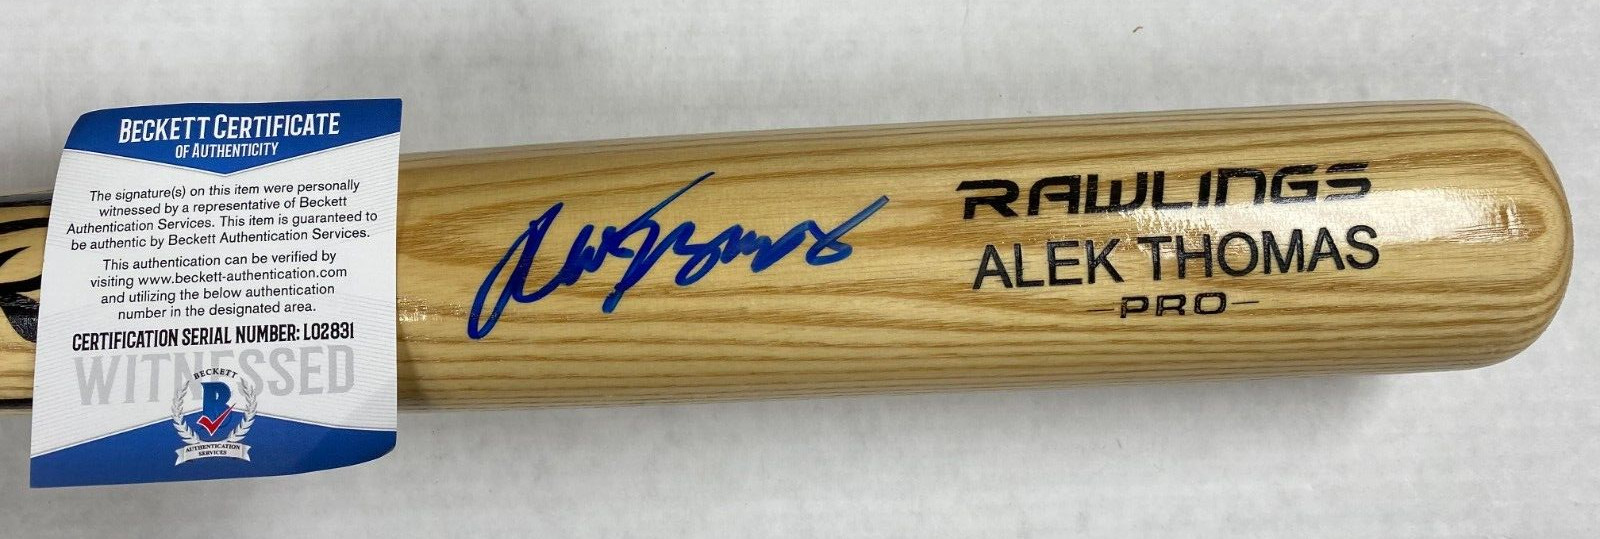 BECKETT CERTIFICATE
OF AUTHENTICITY
The signature(s) on this item were personally
witnessed by a representative of Beckett
Authentication Services. This item is guaranteed to
be authentic by Beckett Authentication Services.
This authentication can be verified by
visiting www.beckett-authentication.com
and utilizing the below authentication
number in the designated area.
CERTIFICATION SERIAL NUMBER: L02831
WITNESSED
BECKETT
B
AUTHENTICATION
SERVICES
Alek Thomas
RAWLINGS
ALEK THOMAS
-PRO-